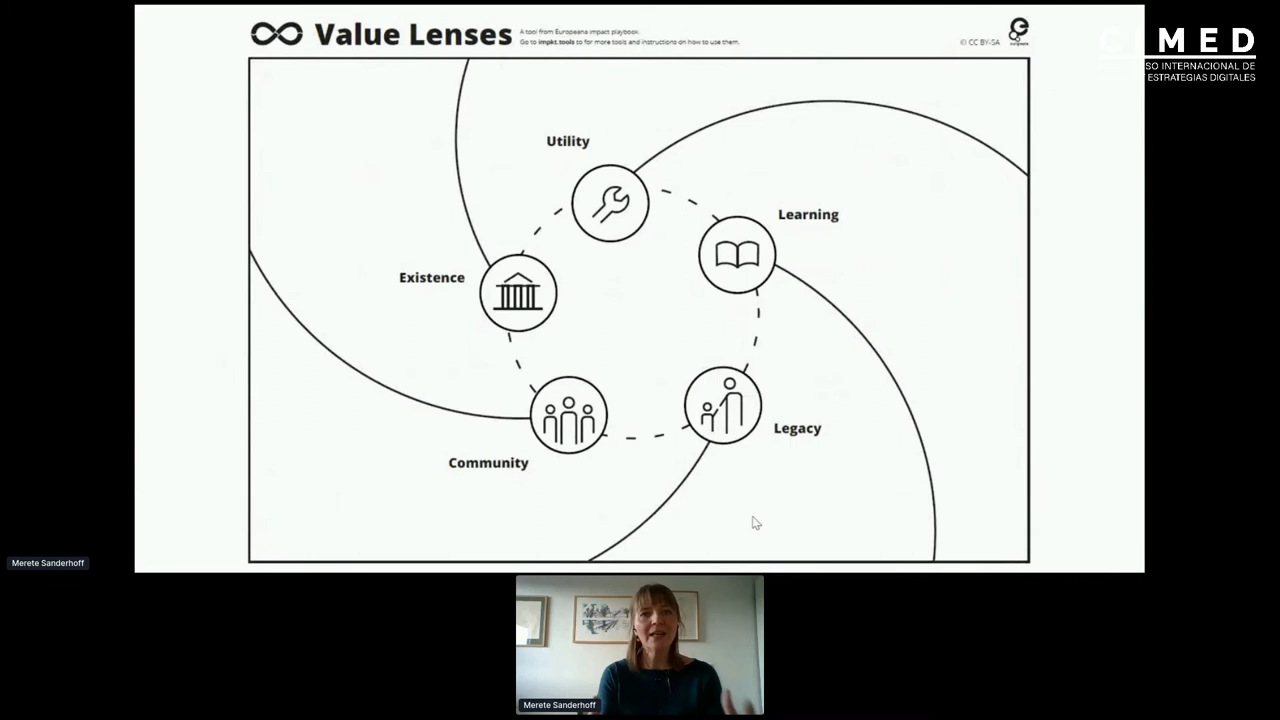 Value Lenses
A tool from Europeana impact playbook.
Go to impkt.tools to for more tools and instructions on how to use them.
© CC BY-SA
MED
SO INTERNACIONAL DE
ESTRATEGIAS DIGITALES
Utility
Learning
Existence
Legacy
Community
Merete Sanderhoff
Merete Sanderhoff